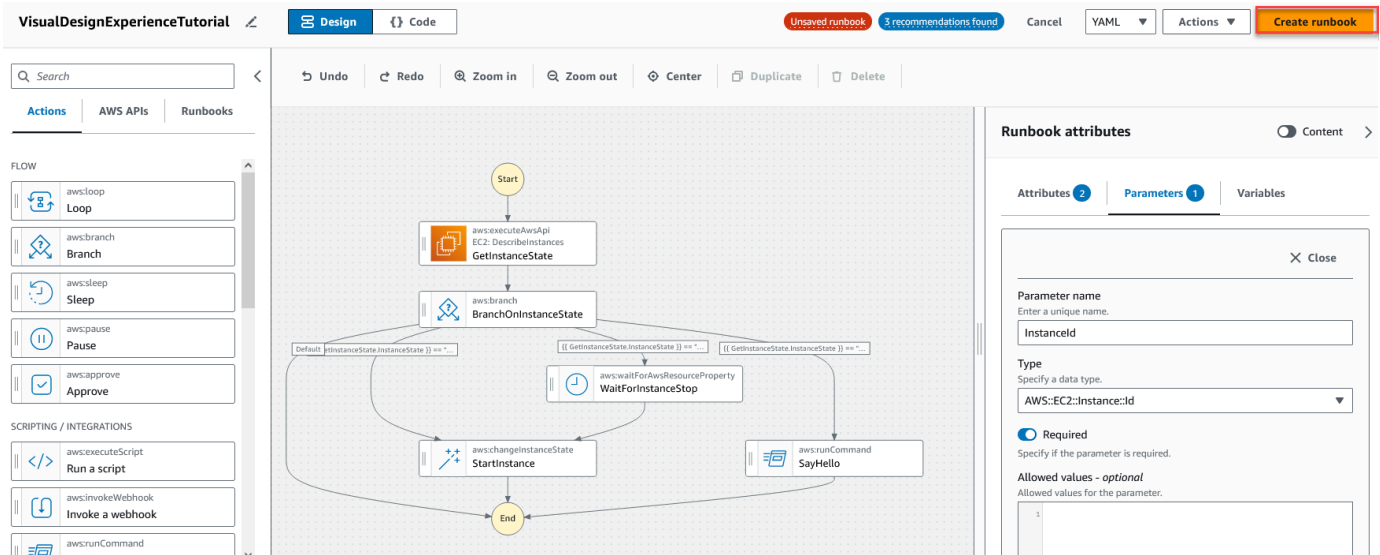 VisualDesignExperienceTutorial
Design
{} Code
Unsaved runbook
3 recommendations found
Cancel
YAML
Actions
Create runbook
Search
Undo
Redo
Zoom in
Zoom out
Center
Duplicate
Delete
Actions
AWS APIs
Runbooks
FLOW
aws:loop
Loop
aws:branch
Branch
aws:sleep
Sleep
aws:pause
Pause
aws:approve
Approve
SCRIPTING / INTEGRATIONS
aws:executeScript
Run a script
aws:invokeWebhook
Invoke a webhook
aws:runCommand
Start
aws:executeAwsApi
EC2: DescribeInstances
GetInstanceState
aws:branch
BranchOnInstanceState
Default
etInstanceState.InstanceState }} == "...
{{ GetInstanceState.InstanceState }} == "...
{{ GetInstanceState.InstanceState }} == "...
aws:waitForAwsResourceProperty
WaitForInstanceStop
aws:changeInstanceState
StartInstance
aws:runCommand
SayHello
End
Runbook attributes
Content
Attributes 2
Parameters 1
Variables
Close
Parameter name
Enter a unique name.
InstanceId
Type
Specify a data type.
AWS::EC2::Instance::Id
Required
Specify if the parameter is required.
Allowed values - optional
Allowed values for the parameter.
1